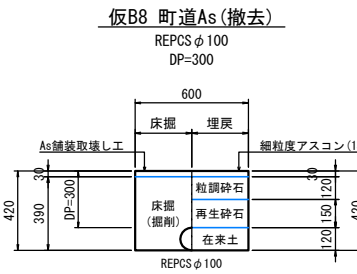 仮B8 町道As(撤去)
REPCSφ100
DP=300
600
床掘 埋戻
As舗装取壊し工 細粒度アスコン(1
30 30
粒調砕石 120
420 390 DP=300 床掘 再生砕石 150 420
(掘削)
在来土 120
REPCSφ100